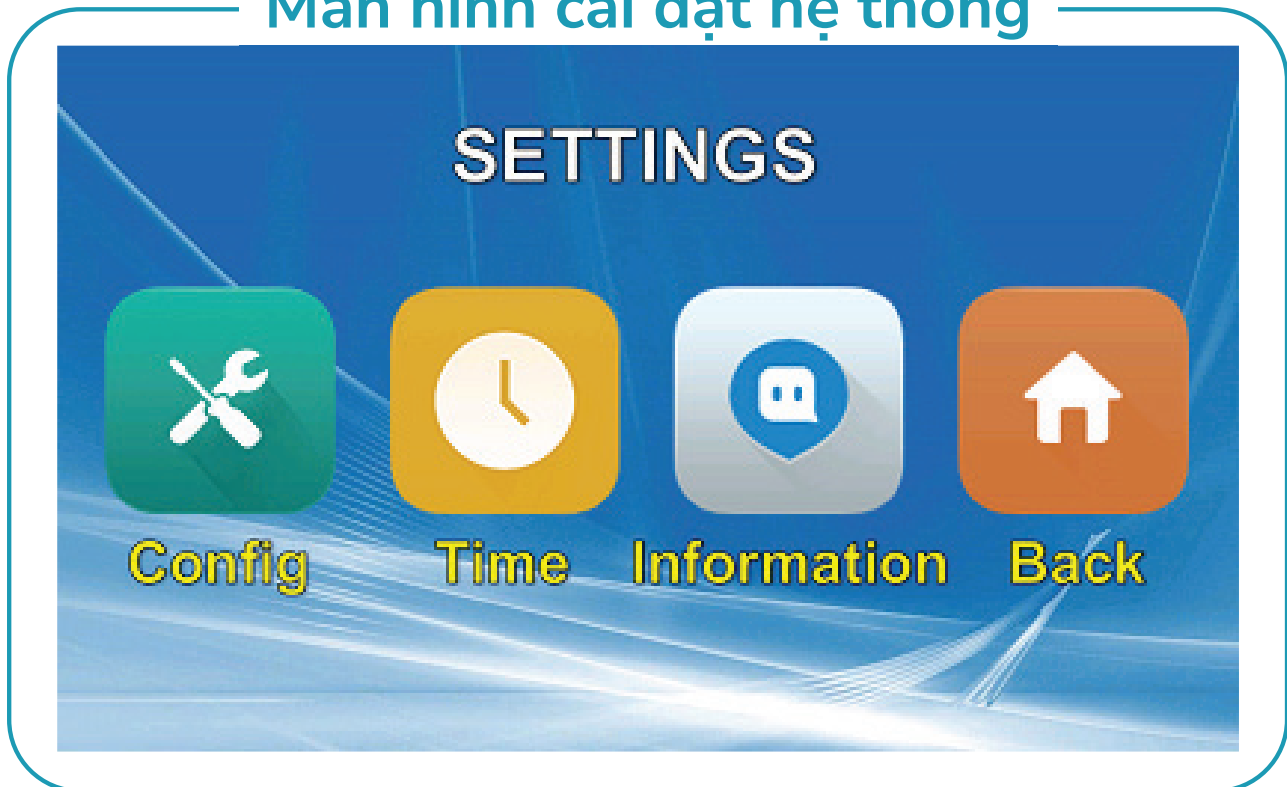 Màn hình cài đặt hệ thống
SETTINGS
Config Time Information Back